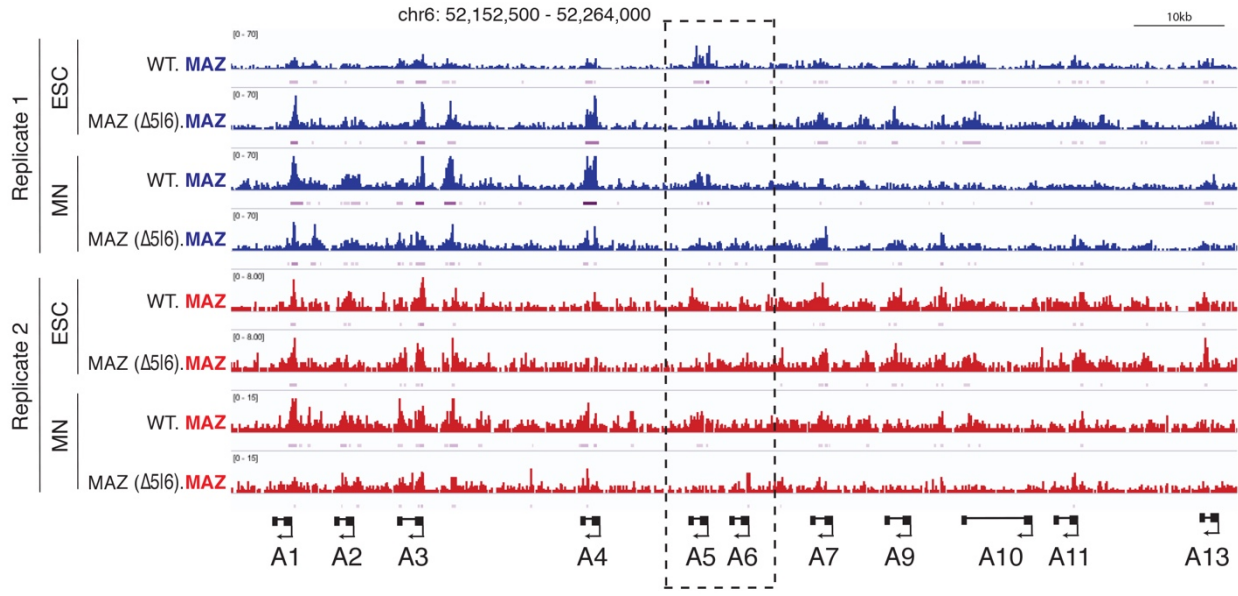 chr6: 52,152,500 - 52,264,000
10kb
Replicate 1
ESC
[0 - 70]
WT. MAZ
[0 - 70]
MAZ (Δ5|6).MAZ
MN
[0 - 70]
WT. MAZ
[0 - 70]
MAZ (Δ5|6).MAZ
Replicate 2
ESC
[0 - 8.00]
WT. MAZ
[0 - 8.00]
MAZ (Δ5|6).MAZ
MN
[0 - 15]
WT. MAZ
[0 - 15]
MAZ (Δ5|6).MAZ
A1 A2 A3 A4 A5 A6 A7 A9 A10 A11 A13